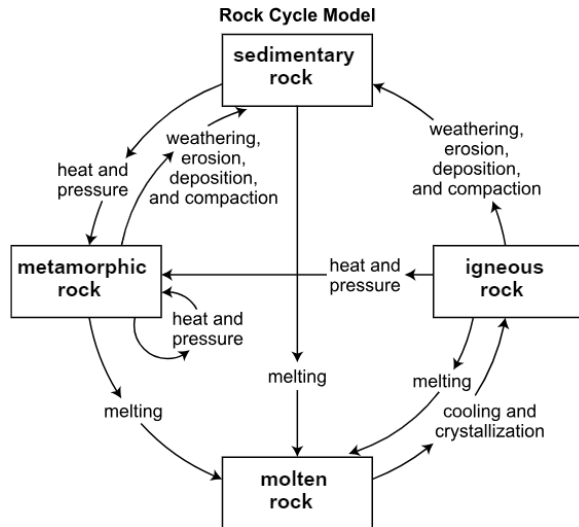 Rock Cycle Model
sedimentary
rock
heat and
pressure
weathering,
erosion,
deposition,
and compaction
weathering,
erosion,
deposition,
and compaction
metamorphic
rock
heat and
pressure
igneous
rock
heat and
pressure
melting
melting
melting
cooling and
crystallization
molten
rock